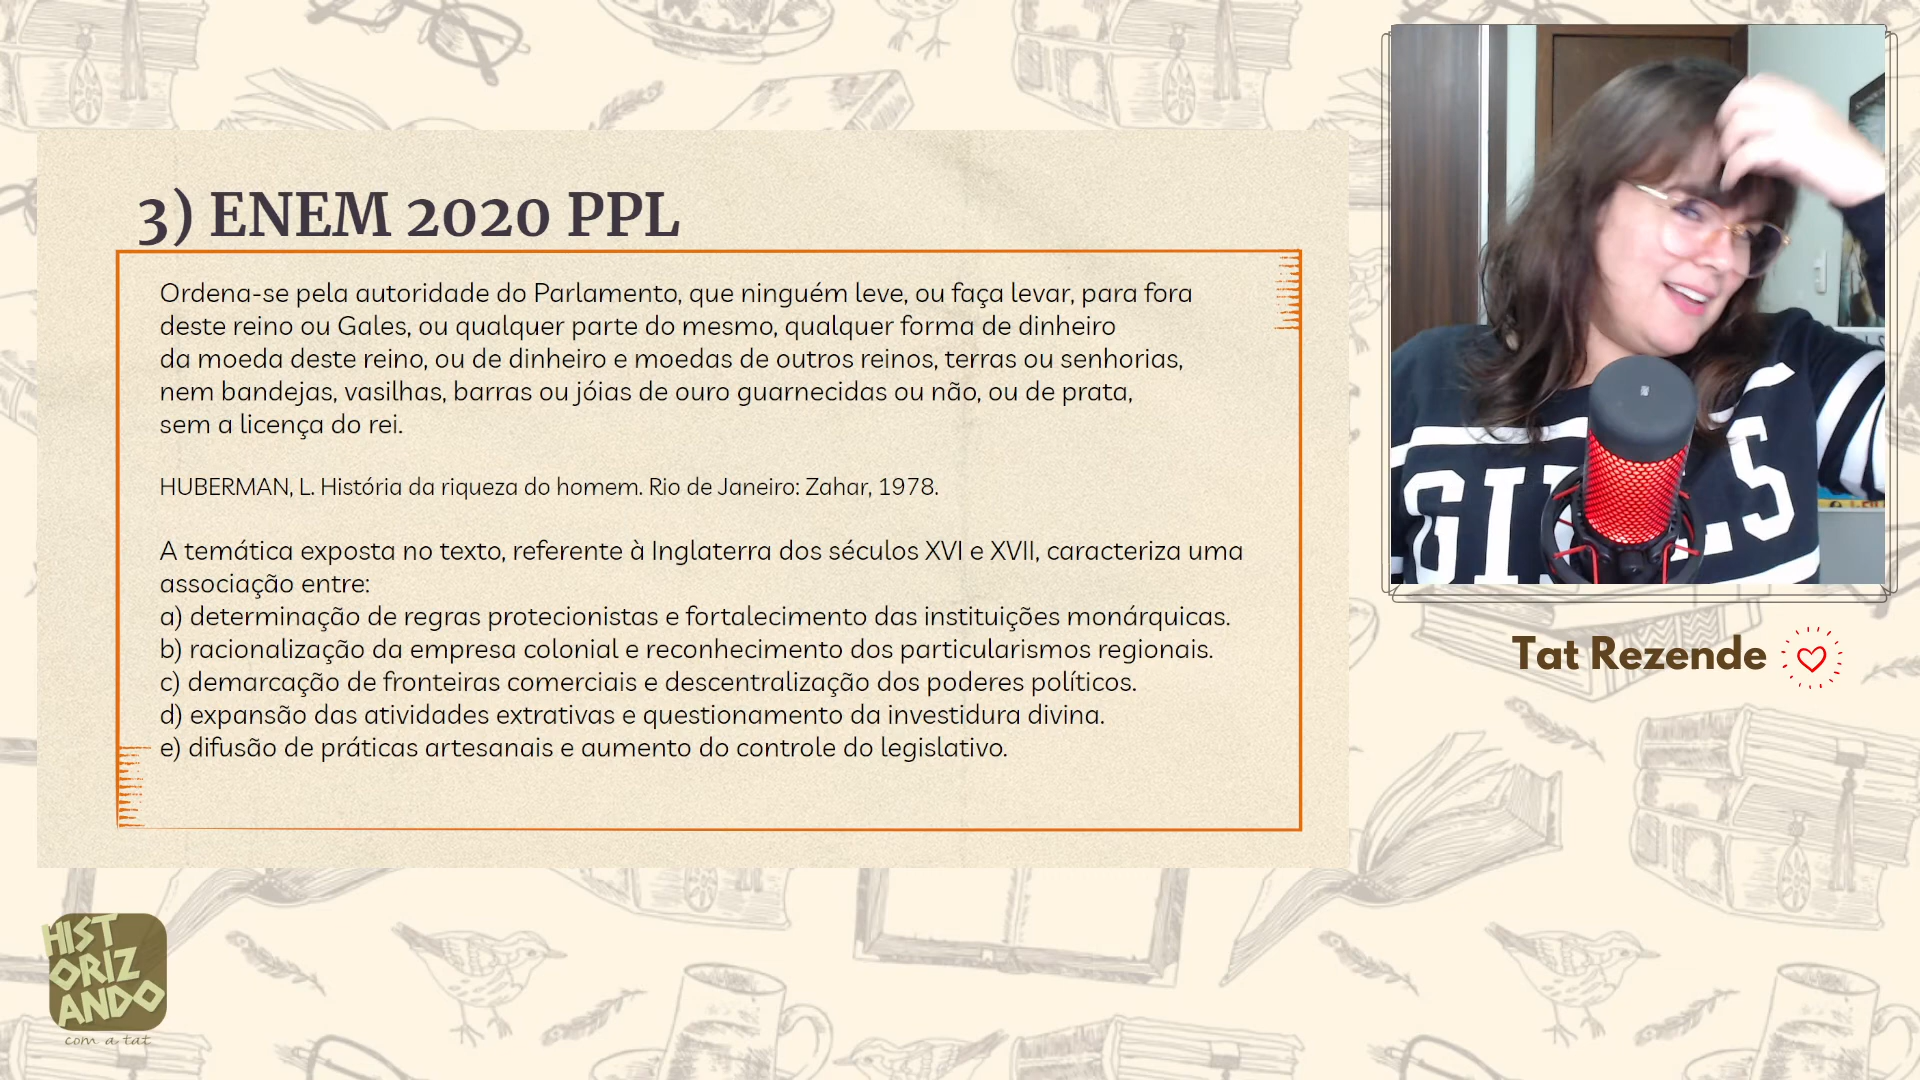 3) ENEM 2020 PPL
Ordena-se pela autoridade do Parlamento, que ninguém leve, ou faça levar, para fora
deste reino ou Gales, ou qualquer parte do mesmo, qualquer forma de dinheiro
da moeda deste reino, ou de dinheiro e moedas de outros reinos, terras ou senhorias,
nem bandejas, vasilhas, barras ou jóias de ouro guarnecidas ou não, ou de prata,
sem a licença do rei.
HUBERMAN, L. História da riqueza do homem. Rio de Janeiro: Zahar, 1978.
A temática exposta no texto, referente à Inglaterra dos séculos XVI e XVII, caracteriza uma
associação entre:
a) determinação de regras protecionistas e fortalecimento das instituições monárquicas.
b) racionalização da empresa colonial e reconhecimento dos particularismos regionais.
c) demarcação de fronteiras comerciais e descentralização dos poderes políticos.
d) expansão das atividades extrativas e questionamento da investidura divina.
e) difusão de práticas artesanais e aumento do controle do legislativo.
Tat Rezende
HIST
ORIZ
ANDO
com a tat